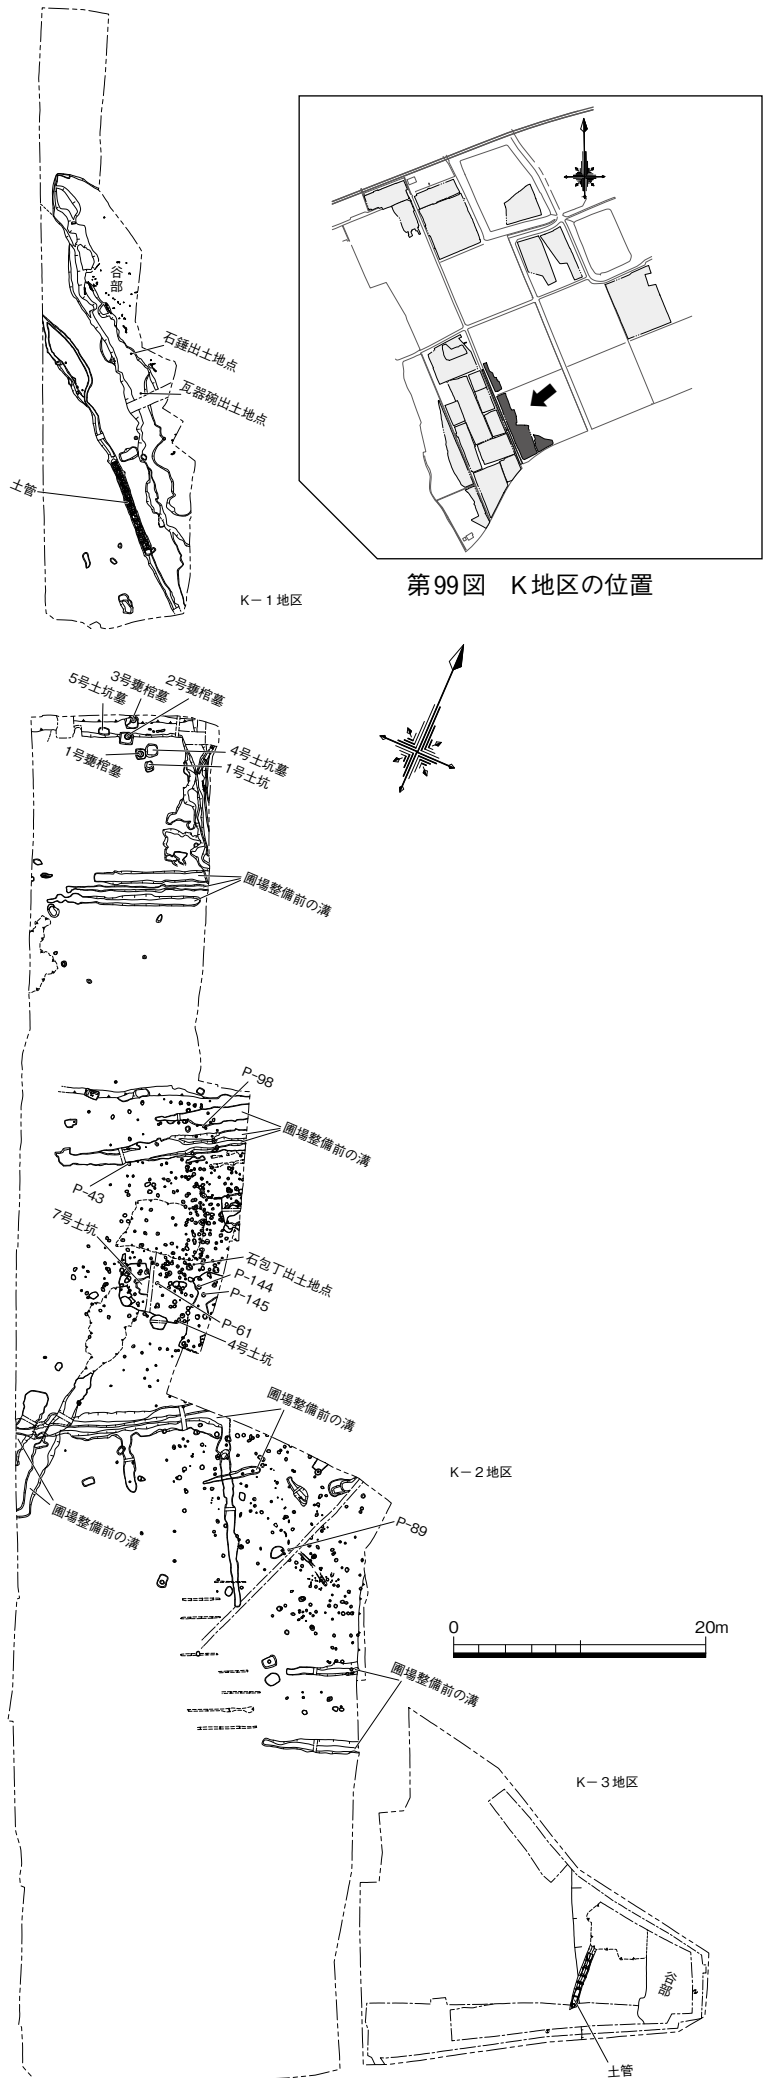 谷部
石錘出土地点
瓦器碗出土地点
土管
K-1地区
第99図 K地区の位置
3号甕棺墓
2号甕棺墓
5号土坑墓
1号甕棺墓
4号土坑墓
1号土坑
圃場整備前の溝
P-98
圃場整備前の溝
P-43
7号土坑
石包丁出土地点
P-144
P-145
P-61
4号土坑
圃場整備前の溝
K-2地区
圃場整備前の溝
P-89
0 20m
圃場整備前の溝
K-3地区
谷部
土管